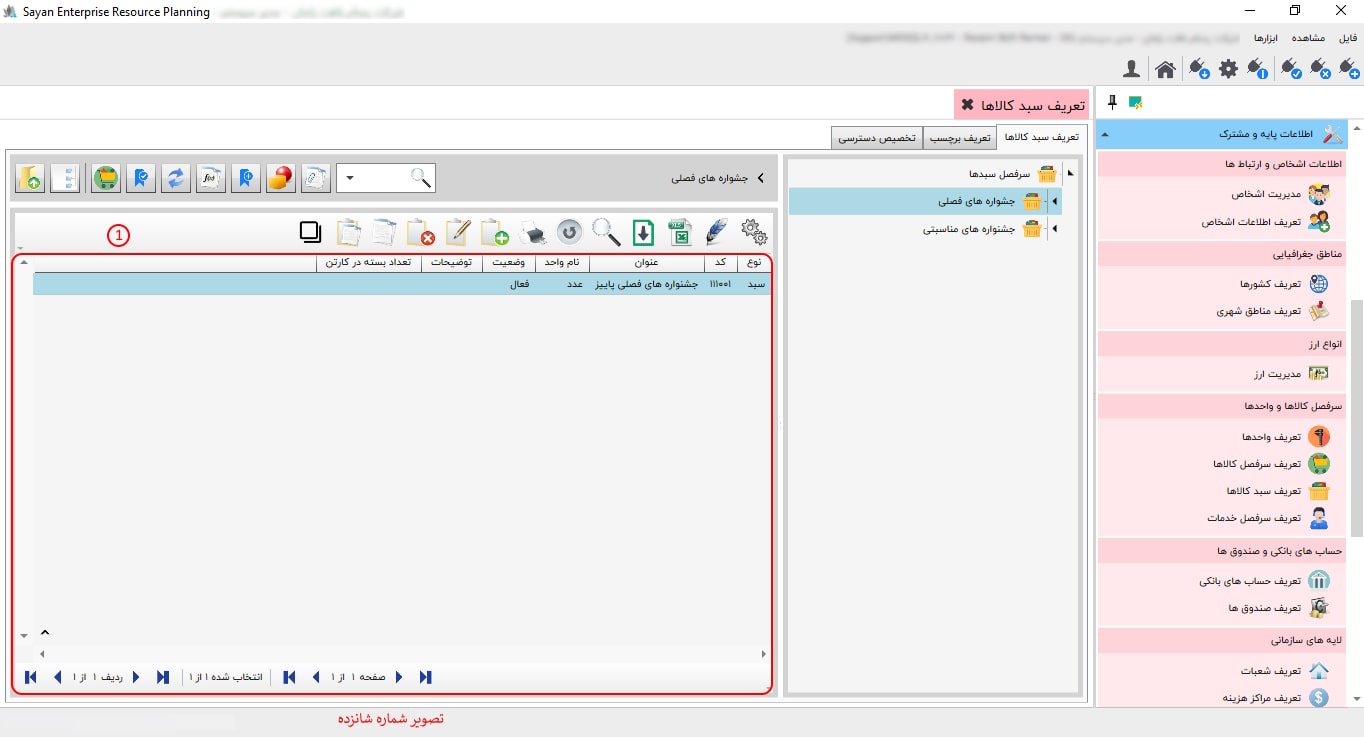 Sayan Enterprise Resource Planning
فایل
مشاهده
ابزارها
تعریف سبد کالاها
اطلاعات پایه و مشترک
اطلاعات اشخاص و ارتباط ها
مدیریت اشخاص
تعریف اطلاعات اشخاص
مناطق جغرافیایی
تعریف کشورها
تعریف مناطق شهری
انواع ارز
مدیریت ارز
سرفصل کالاها و واحدها
تعریف واحدها
تعریف سرفصل کالاها
تعریف سبد کالاها
تعریف سرفصل خدمات
حساب های بانکی و صندوق ها
تعریف حساب های بانکی
تعریف صندوق ها
لایه های سازمانی
تعریف شعبات
تعریف مراکز هزینه
تعریف سبد کالاها
تعریف برچسب
تخصیص دسترسی
سرفصل سبدها
جشواره های فصلی
جشنواره های مناسبتی
جشواره های فصلی
1
نوع
کد
عنوان
نام واحد
وضعیت
توضیحات
تعداد بسته در کارتن
سبد
۱۱۱۰۰۱
جشنواره های فصلی پاییز
عدد
فعال
صفحه ۱ از ۱
انتخاب شده ۱ از ۱
ردیف ۱ از ۱
تصویر شماره شانزده